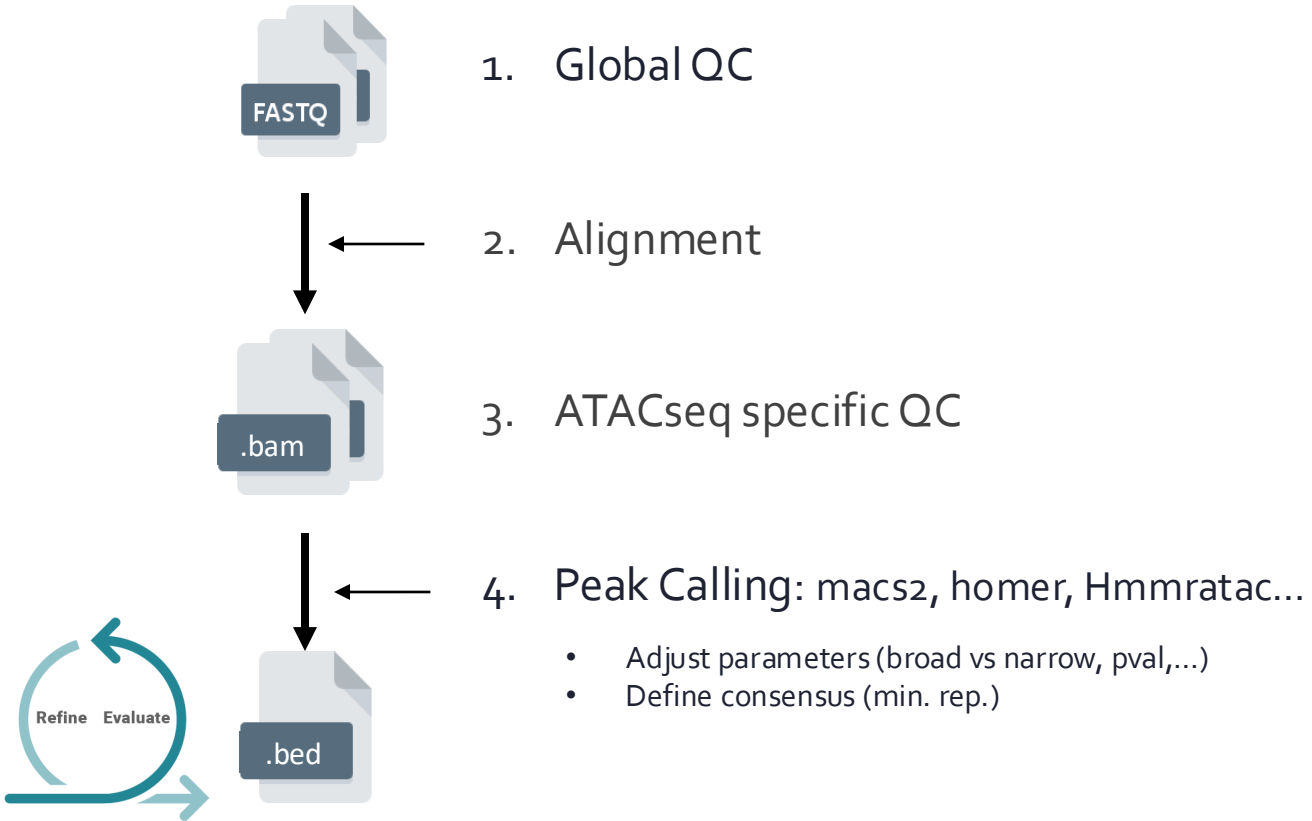 FASTQ
1. Global QC
2. Alignment
.bam
3. ATACseq specific QC
4. Peak Calling: macs2, homer, Hmmratac...
• Adjust parameters (broad vs narrow, pval,...)
• Define consensus (min. rep.)
Refine Evaluate
.bed